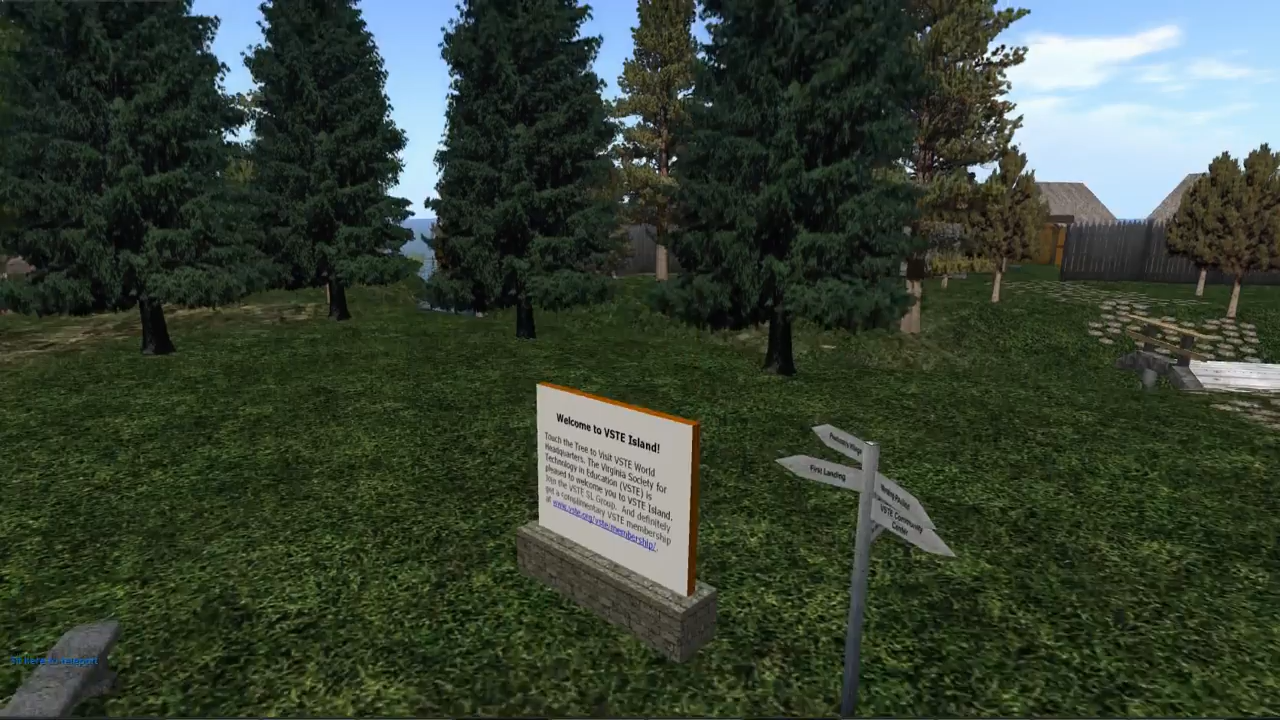 Welcome to VSTE Island!
Touch the Tree to Visit VSTE World
Headquarters. The Virginia Society for
Technology in Education (VSTE) is
pleased to welcome you to VSTE Island.
Join the VSTE SL Group. And definitely
get a complimentary VSTE membership
at www.vste.org/vste/membership/.
First Landing
VSTE Community
Center